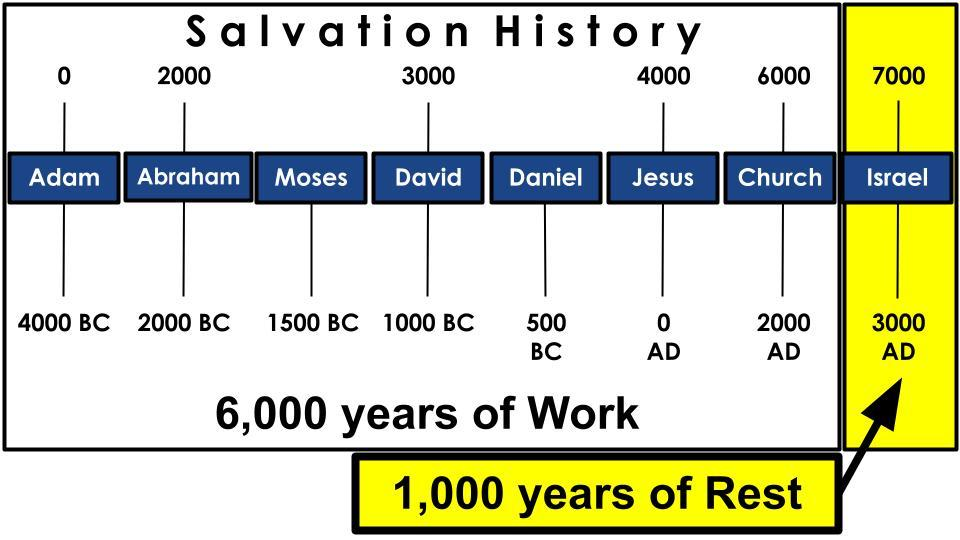 Salvation History
0 2000 3000 4000 6000 7000
Adam Abraham Moses David Daniel Jesus Church Israel
4000 BC 2000 BC 1500 BC 1000 BC 500 0 2000 3000
BC AD AD AD
6,000 years of Work
1,000 years of Rest